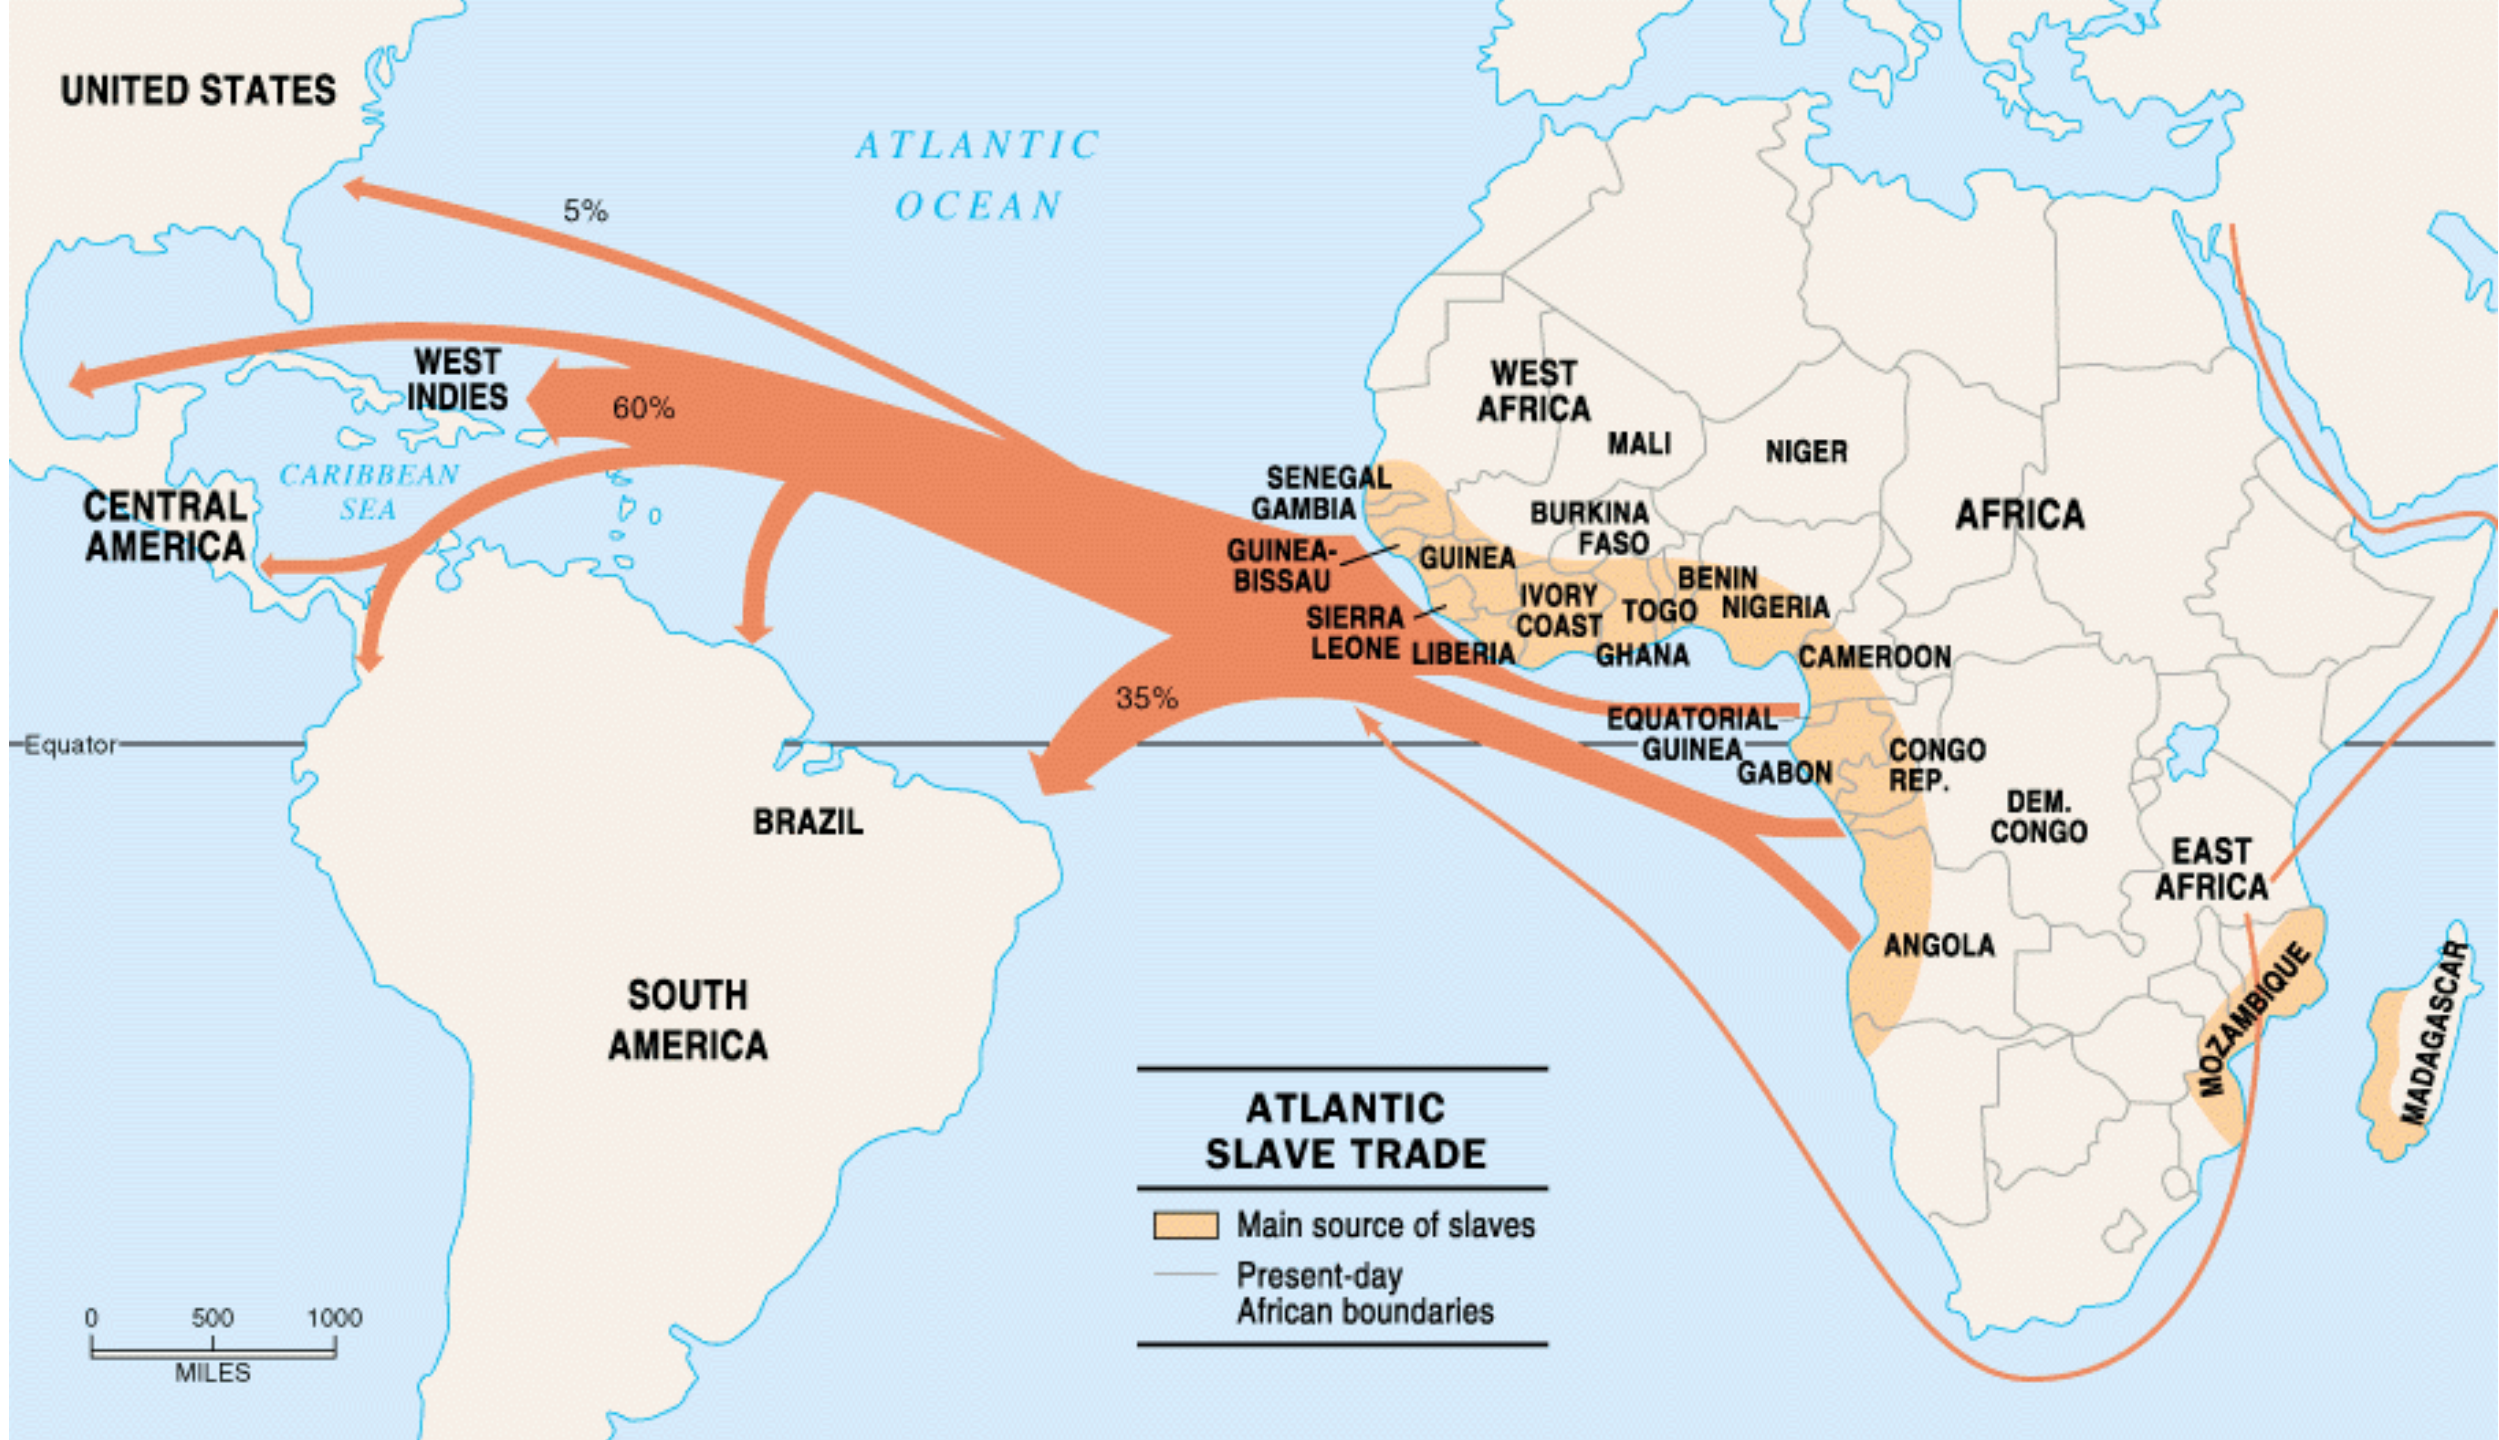 UNITED STATES
ATLANTIC
OCEAN
5%
WEST
INDIES
60%
CARIBBEAN
SEA
CENTRAL
AMERICA
WEST
AFRICA
MALI
NIGER
SENEGAL
GAMBIA
BURKINA
FASO
AFRICA
GUINEA-
BISSAU
GUINEA
BENIN
IVORY
COAST
TOGO
NIGERIA
SIERRA
LEONE
LIBERIA
GHANA
CAMEROON
35%
EQUATORIAL
GUINEA
GABON
CONGO
REP.
Equator
DEM.
CONGO
BRAZIL
EAST
AFRICA
ANGOLA
MOZAMBIQUE
MADAGASCAR
SOUTH
AMERICA
ATLANTIC
SLAVE TRADE
Main source of slaves
Present-day
African boundaries
0 500 1000
MILES